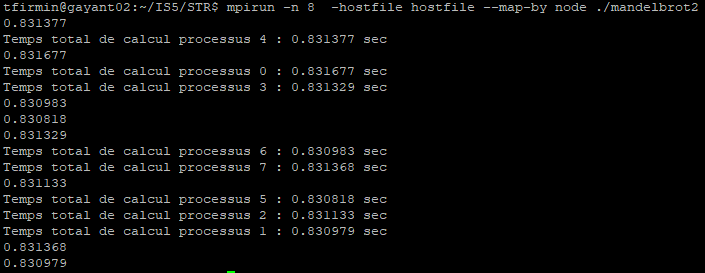 tfirmin@gayant02:~/IS5/STR$ mpirun -n 8  -hostfile hostfile --map-by node ./mandelbrot2
0.831377
Temps total de calcul processus 4 : 0.831377 sec
0.831677
Temps total de calcul processus 0 : 0.831677 sec
Temps total de calcul processus 3 : 0.831329 sec
0.830983
0.830818
0.831329
Temps total de calcul processus 6 : 0.830983 sec
Temps total de calcul processus 7 : 0.831368 sec
0.831133
Temps total de calcul processus 5 : 0.830818 sec
Temps total de calcul processus 2 : 0.831133 sec
Temps total de calcul processus 1 : 0.830979 sec
0.831368
0.830979